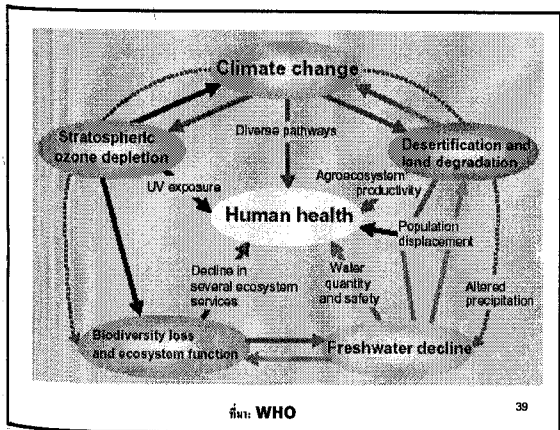 Climate change
Stratospheric
ozone depletion
Diverse pathways
Desertification and
land degradation
UV exposure
Agroecosystem
productivity
Human health
Population
displacement
Decline in
several ecosystem
services
Water
quantity
and safety
Altered
precipitation
Biodiversity loss
and ecosystem function
Freshwater decline
ที่มา: WHO
39